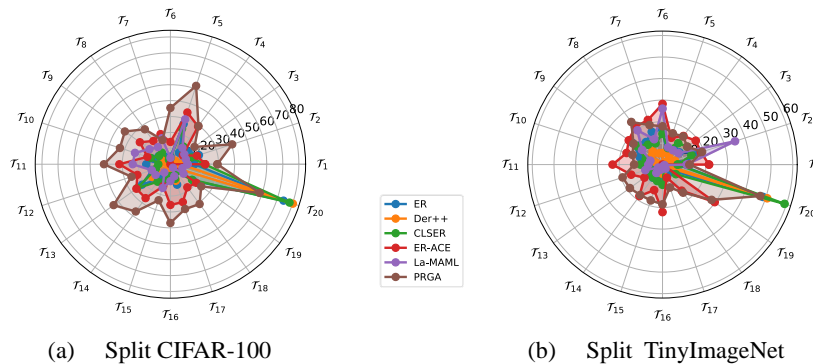 T6
T7
T5
T8
T4
T9
T3
T10
T2
T11
T1
T12
T20
T13
T19
T14
T18
T15
T17
T16
20 30 40 50 60 70 80
ER
Der++
CLSER
ER-ACE
La-MAML
PRGA
T6
T7
T5
T8
T4
T9
T3
T10
T11
T12
T20
T13
T19
T14
T18
T15
T17
T16
30 40 50 60
(a) Split CIFAR-100
(b) Split TinyImageNet